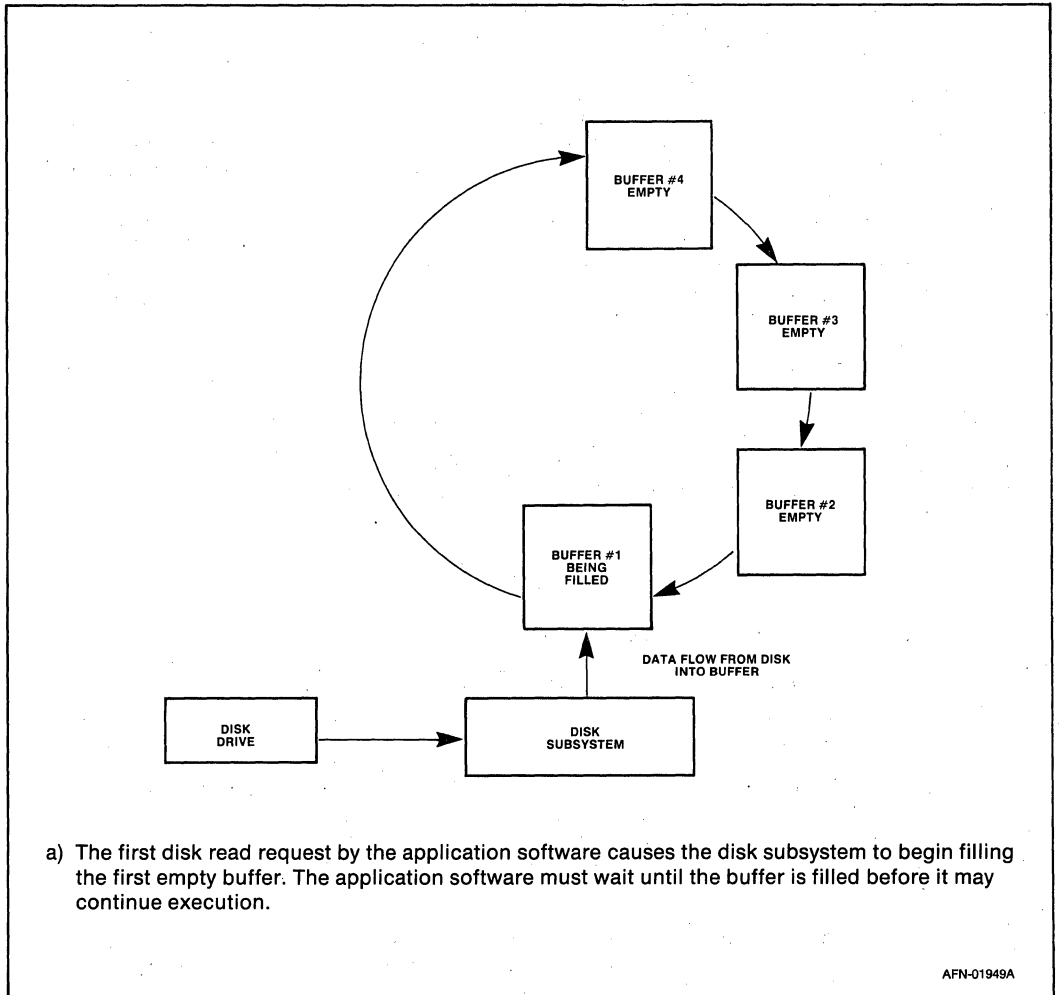 BUFFER #4
EMPTY
BUFFER #3
EMPTY
BUFFER #2
EMPTY
BUFFER #1
BEING
FILLED
DATA FLOW FROM DISK
INTO BUFFER
DISK
DRIVE
DISK
SUBSYSTEM
a) The first disk read request by the application software causes the disk subsystem to begin filling
the first empty buffer. The application software must wait until the buffer is filled before it may
continue execution.
AFN-01949A